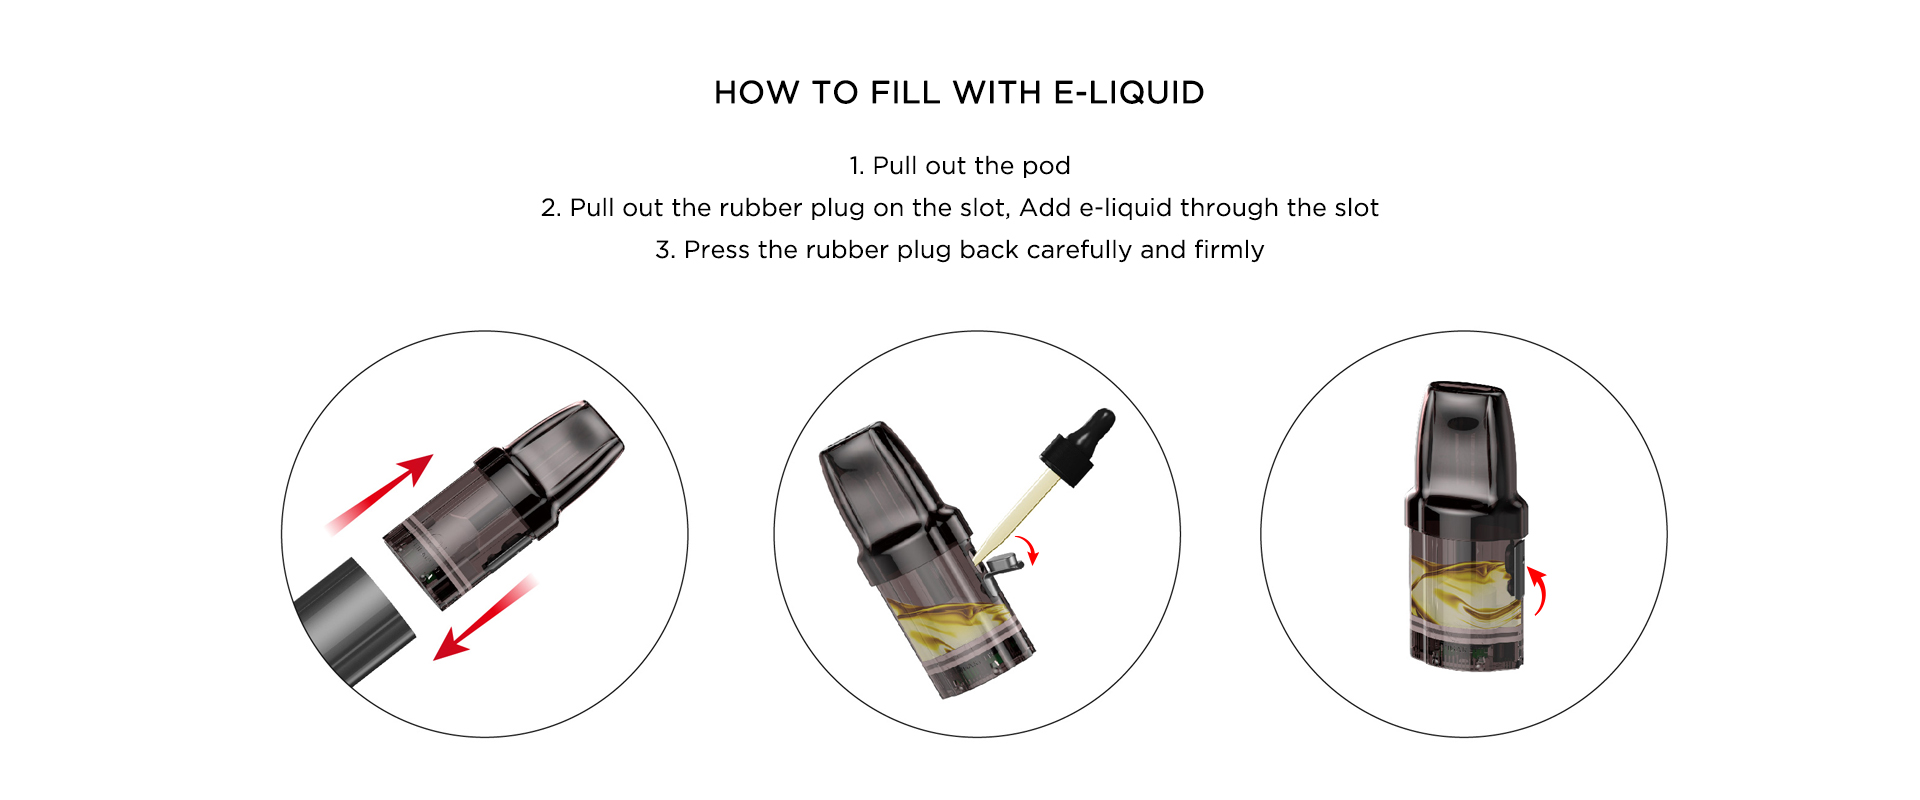 HOW TO FILL WITH E-LIQUID
1. Pull out the pod
2. Pull out the rubber plug on the slot, Add e-liquid through the slot
3. Press the rubber plug back carefully and firmly